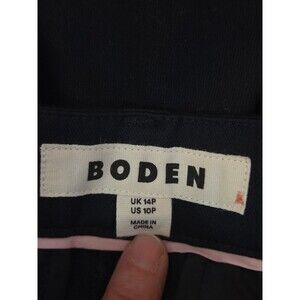 BODEN
UK 14P
US 10P
MADE IN
CHINA